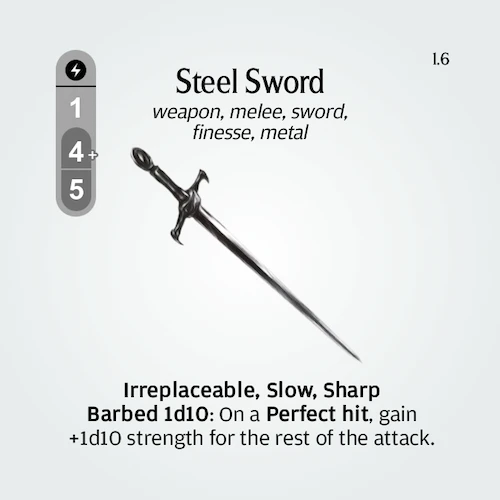 1.6
Steel Sword
weapon, melee, sword,
finesse, metal
1
4+
5
Irreplaceable, Slow, Sharp
Barbed 1d10: On a Perfect hit, gain
+1d10 strength for the rest of the attack.